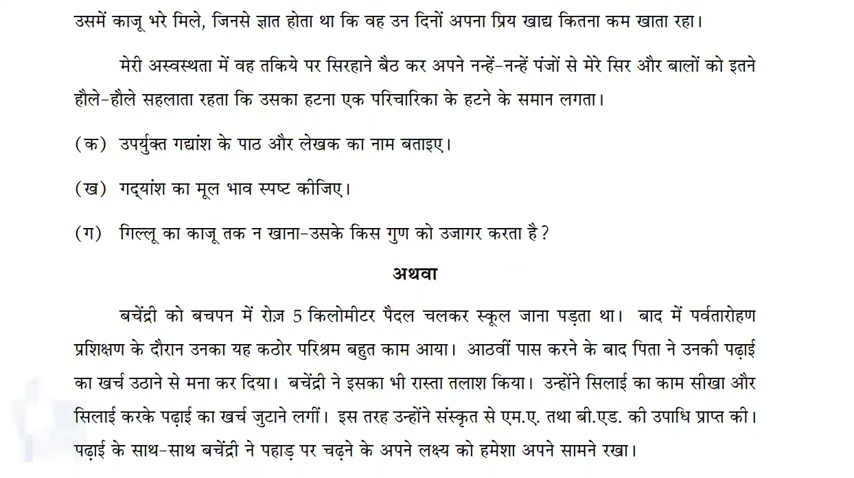 उसमें काजू भरे मिले, जिनसे ज्ञात होता था कि वह उन दिनों अपना प्रिय खाद्य कितना कम खाता रहा।
मेरी अस्वस्थता में वह तकिये पर सिरहाने बैठ कर अपने नन्हें-नन्हें पंजों से मेरे सिर और बालों को इतने
हौले-हौले सहलाता रहता कि उसका हटना एक परिचारिका के हटने के समान लगता।
(क) उपर्युक्त गद्यांश के पाठ और लेखक का नाम बताइए।
(ख) गद्‌यांश का मूल भाव स्पष्ट कीजिए।
(ग) गिल्लू का काजू तक न खाना-उसके किस गुण को उजागर करता है?
अथवा
बचेंद्री को बचपन में रोज़ 5 किलोमीटर पैदल चलकर स्कूल जाना पड़ता था। बाद में पर्वतारोहण
प्रशिक्षण के दौरान उनका यह कठोर परिश्रम बहुत काम आया। आठवीं पास करने के बाद पिता ने उनकी पढ़ाई
का खर्च उठाने से मना कर दिया। बचेंद्री ने इसका भी रास्ता तलाश किया। उन्होंने सिलाई का काम सीखा और
सिलाई करके पढ़ाई का खर्च जुटाने लगीं। इस तरह उन्होंने संस्कृत से एम.ए. तथा बी.एड. की उपाधि प्राप्त की।
पढ़ाई के साथ-साथ बचेंद्री ने पहाड़ पर चढ़ने के अपने लक्ष्य को हमेशा अपने सामने रखा।